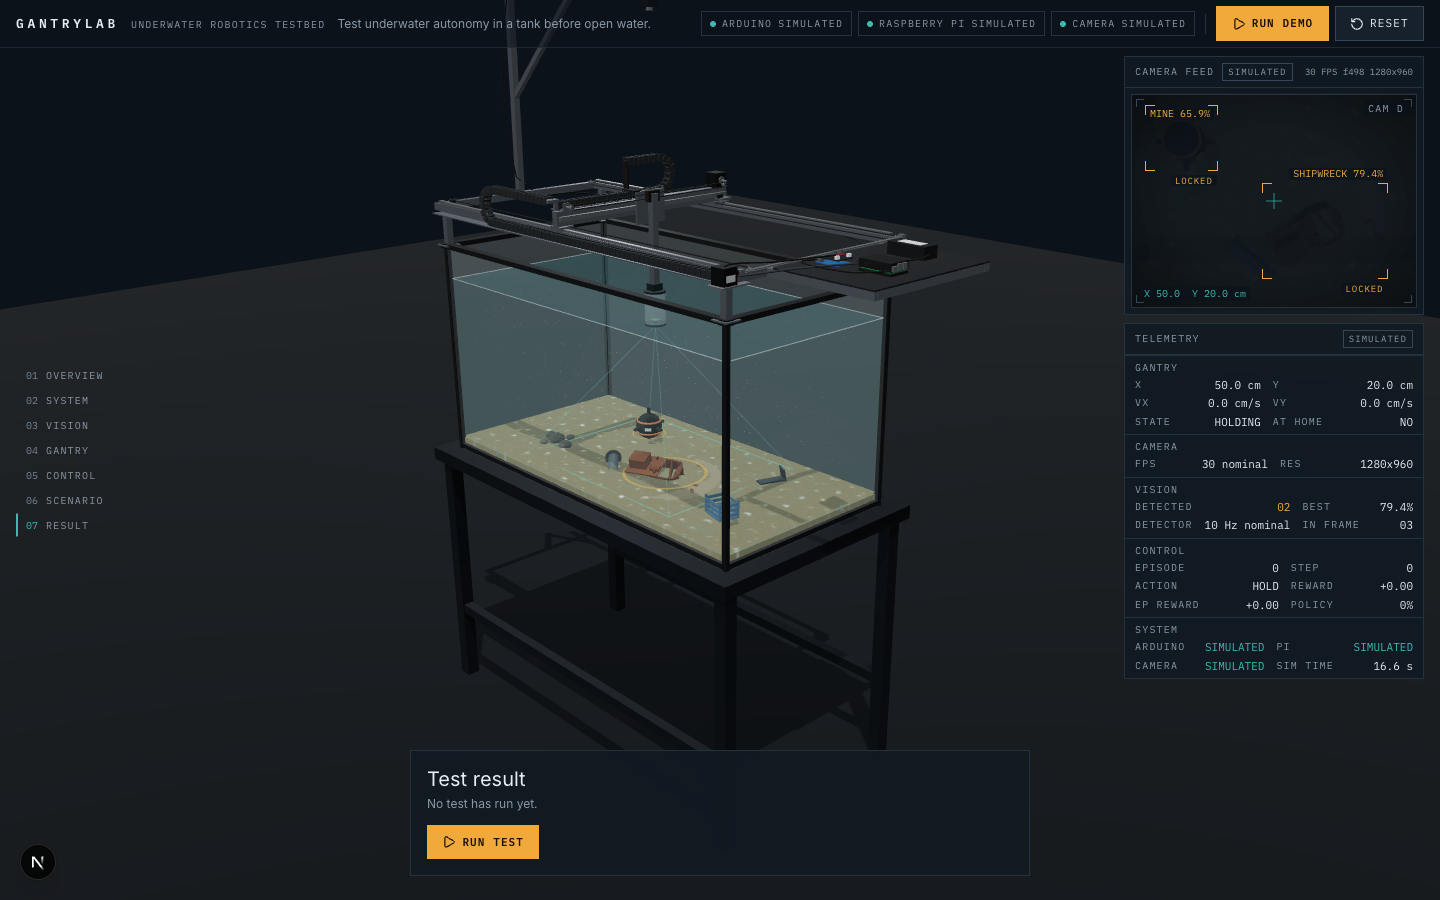 GANTRYLAB UNDERWATER ROBOTICS TESTBED Test underwater autonomy in a tank before open water. ARDUINO SIMULATED RASPBERRY PI SIMULATED CAMERA SIMULATED RUN DEMO RESET
CAMERA FEED SIMULATED 30 FPS f498 1280x960
CAM D
MINE 65.9%
LOCKED
SHIPWRECK 79.4%
LOCKED
X 50.0 Y 20.0 cm
TELEMETRY SIMULATED
GANTRY
X 50.0 cm Y 20.0 cm
VX 0.0 cm/s VY 0.0 cm/s
STATE HOLDING AT HOME NO
CAMERA
FPS 30 nominal RES 1280x960
VISION
DETECTED 02 BEST 79.4%
DETECTOR 10 Hz nominal IN FRAME 03
CONTROL
EPISODE 0 STEP 0
ACTION HOLD REWARD +0.00
EP REWARD +0.00 POLICY 0%
SYSTEM
ARDUINO SIMULATED PI SIMULATED
CAMERA SIMULATED SIM TIME 16.6 s
01 OVERVIEW
02 SYSTEM
03 VISION
04 GANTRY
05 CONTROL
06 SCENARIO
07 RESULT
Test result
No test has run yet.
RUN TEST
N